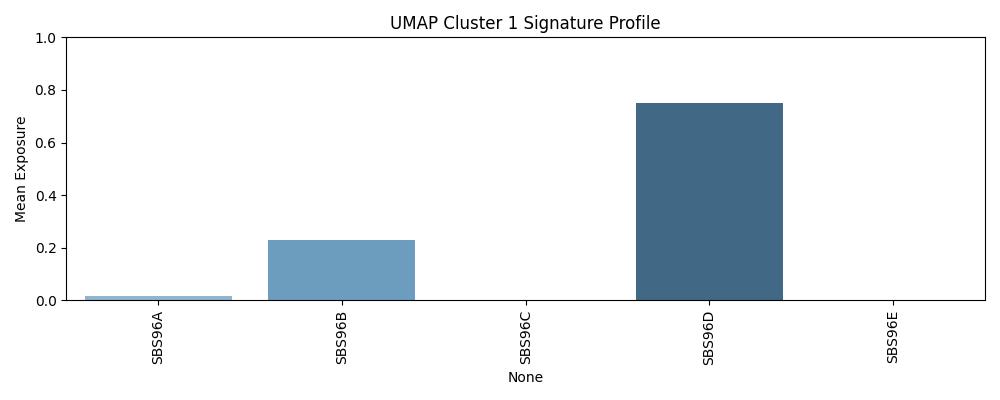 UMAP Cluster 1 Signature Profile
1.0
0.8
0.6
0.4
0.2
0.0
Mean Exposure
SBS96A
SBS96B
SBS96C
SBS96D
SBS96E
None